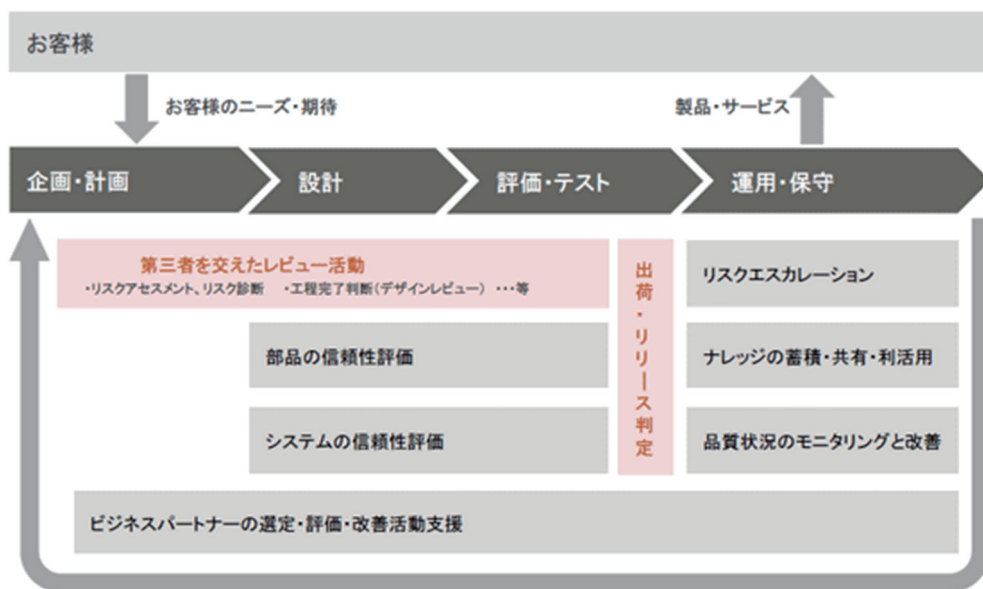 お客様
お客様のニーズ・期待
製品・サービス
企画・計画
設計
評価・テスト
運用・保守
第三者を交えたレビュー活動
・リスクアセスメント、リスク診断　・工程完了判断(デザインレビュー) ・・・等
出荷・リリース判定
リスクエスカレーション
部品の信頼性評価
ナレッジの蓄積・共有・利活用
システムの信頼性評価
品質状況のモニタリングと改善
ビジネスパートナーの選定・評価・改善活動支援